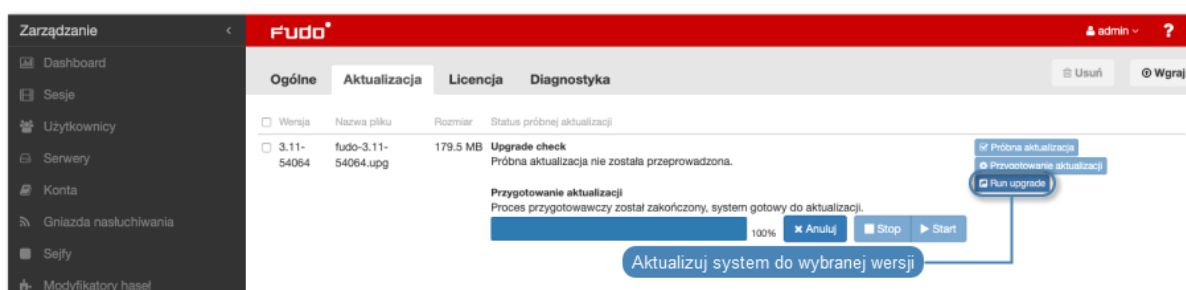 Zarządzanie <
FUDO
admin
?
Dashboard
Sesje
Użytkownicy
Serwery
Konta
Gniazda nasłuchiwania
Sejfy
Modyfikatory haseł
Ogólne Aktualizacja Licencja Diagnostyka
Usuń Wgraj
Wersja Nazwa pliku Rozmiar Status próbnej aktualizacji
3.11- fudo-3.11- 179.5 MB Upgrade check
54064 54064.upg Próbna aktualizacja nie została przeprowadzona.
Próbna aktualizacja
Przygotowanie aktualizacji
Run upgrade
Przygotowanie aktualizacji
Proces przygotowawczy został zakończony, system gotowy do aktualizacji.
100% Anuluj Stop Start
Aktualizuj system do wybranej wersji